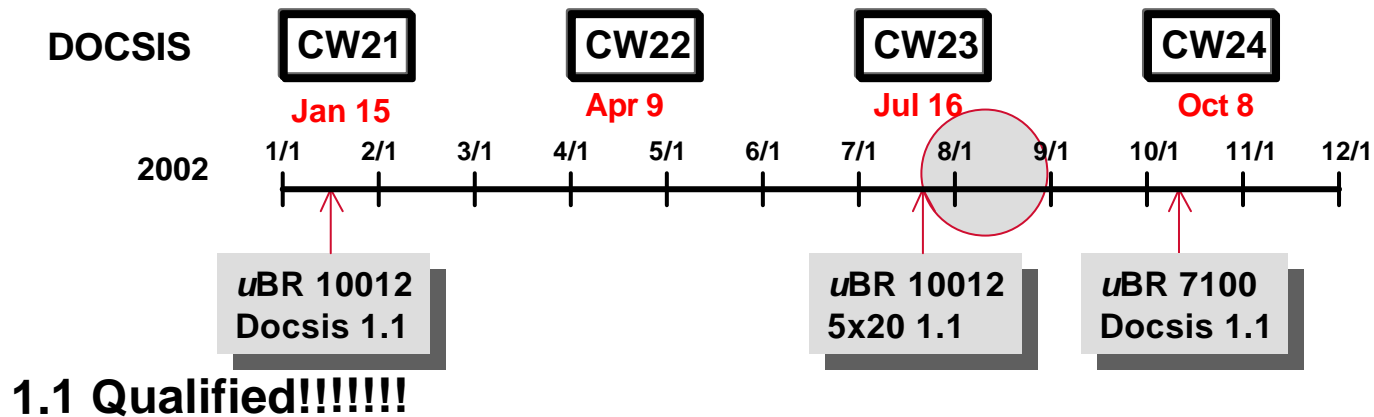 DOCSIS CW21 CW22 CW23 CW24
Jan 15 Apr 9 Jul 16 Oct 8
2002 1/1 2/1 3/1 4/1 5/1 6/1 7/1 8/1 9/1 10/1 11/1 12/1
uBR 10012
Docsis 1.1
uBR 10012
5x20 1.1
uBR 7100
Docsis 1.1
1.1 Qualified!!!!!!!